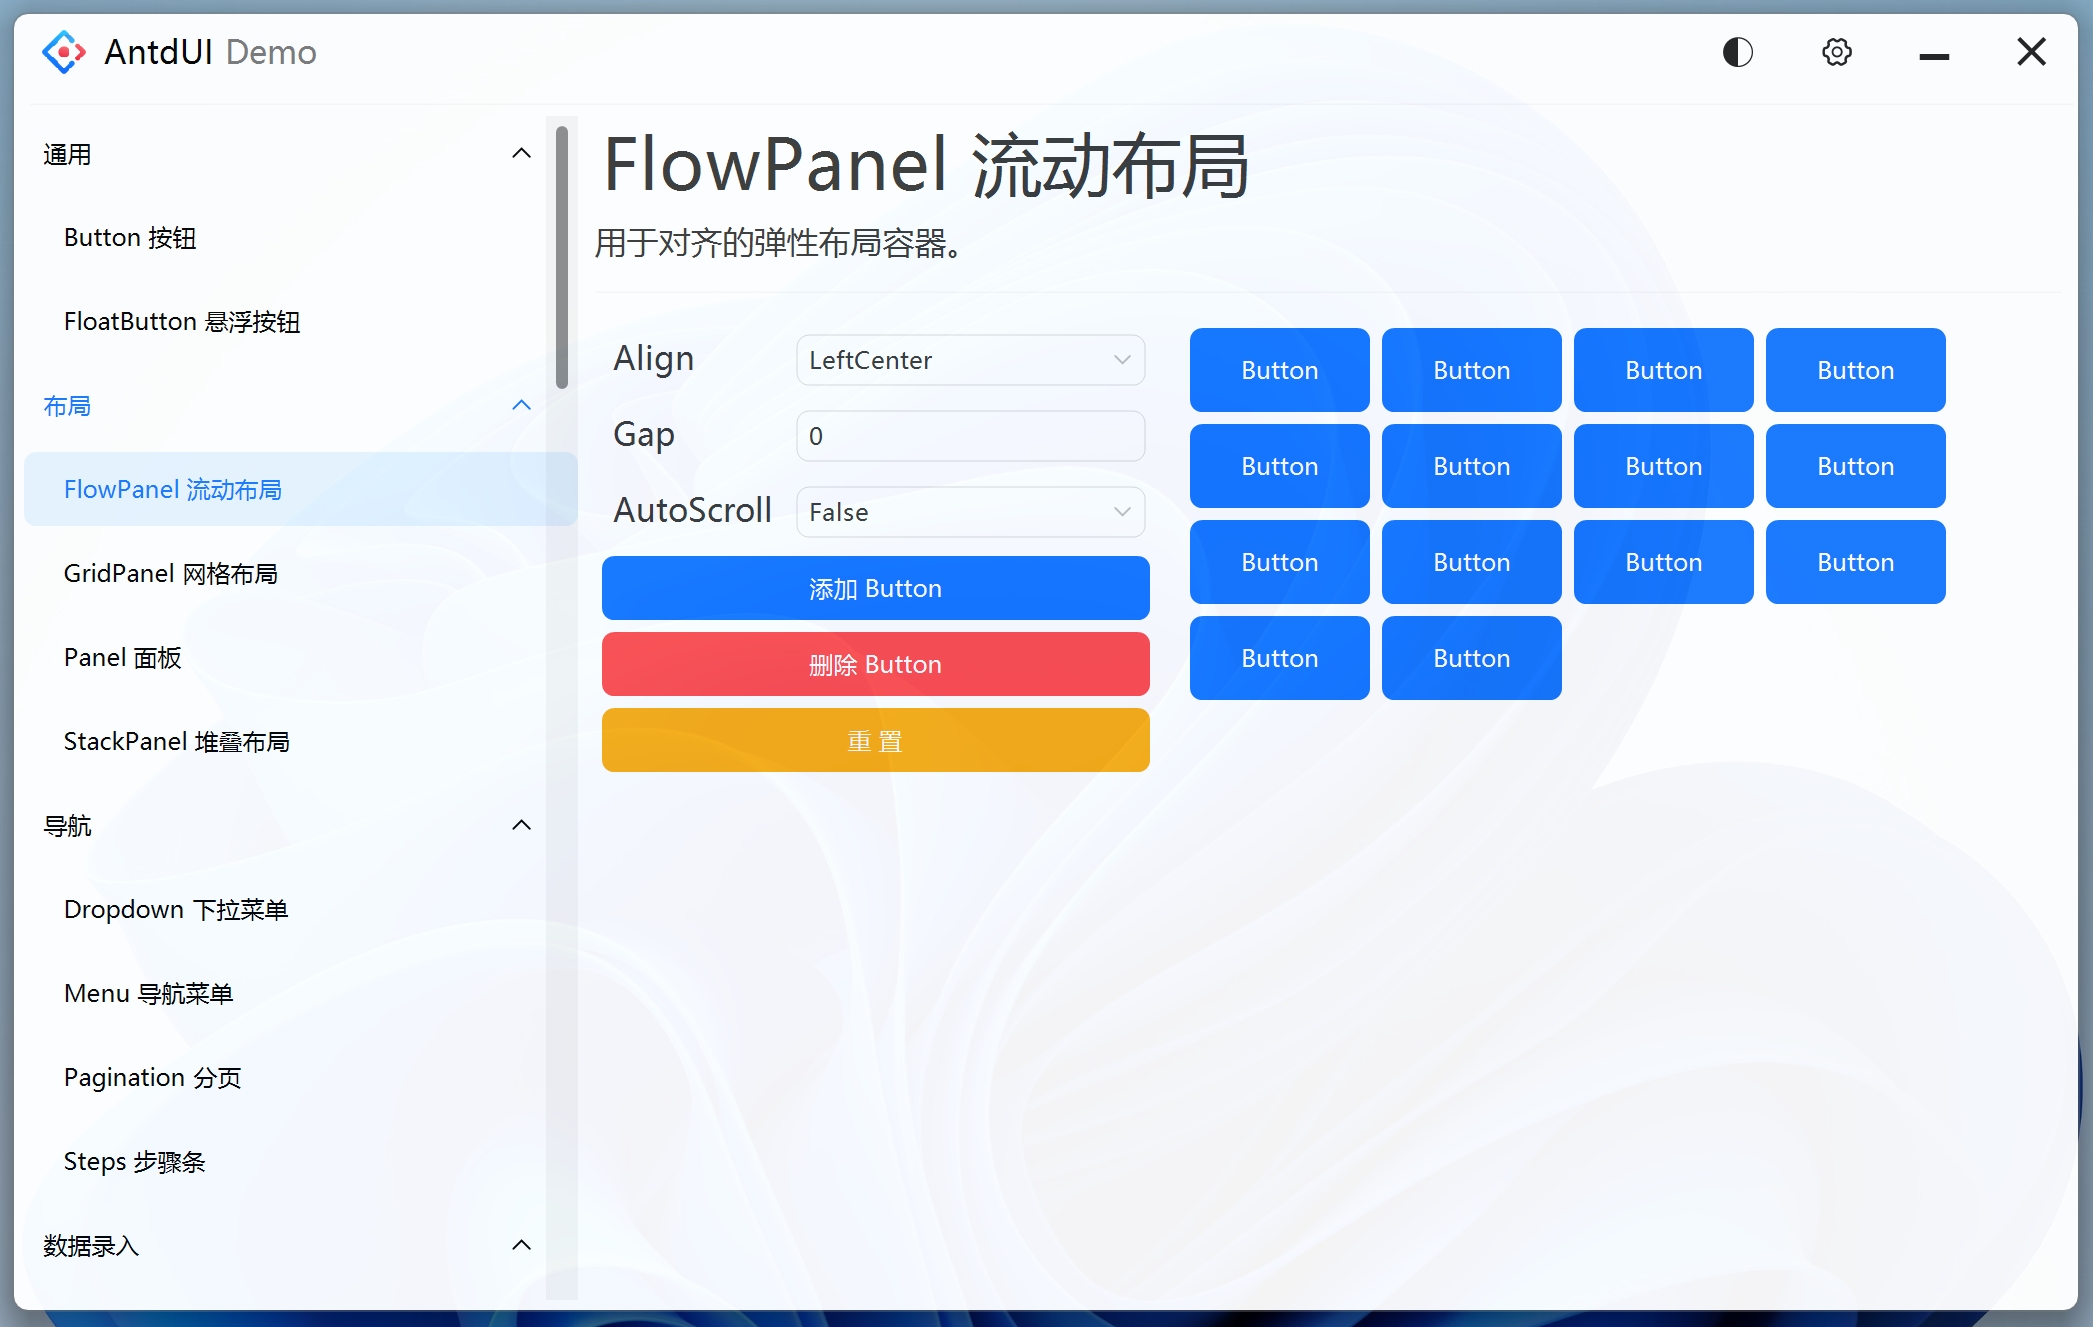 AntdUI Demo
通用
Button 按钮
FloatButton 悬浮按钮
布局
FlowPanel 流动布局
GridPanel 网格布局
Panel 面板
StackPanel 堆叠布局
导航
Dropdown 下拉菜单
Menu 导航菜单
Pagination 分页
Steps 步骤条
数据录入
FlowPanel 流动布局
用于对齐的弹性布局容器。
Align LeftCenter
Gap 0
AutoScroll False
添加 Button
删除 Button
重 置
Button Button Button Button
Button Button Button Button
Button Button Button Button
Button Button